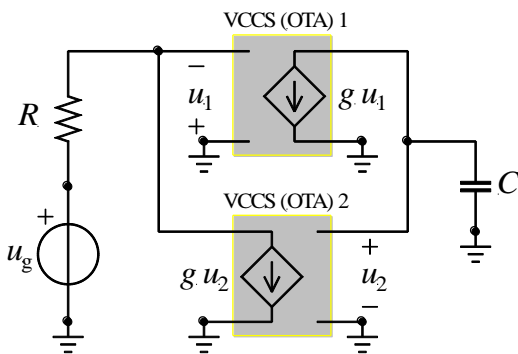 VCCS (OTA) 1
−
u1
+
g u1
R
+
ug
C
VCCS (OTA) 2
g u2
+
u2
−